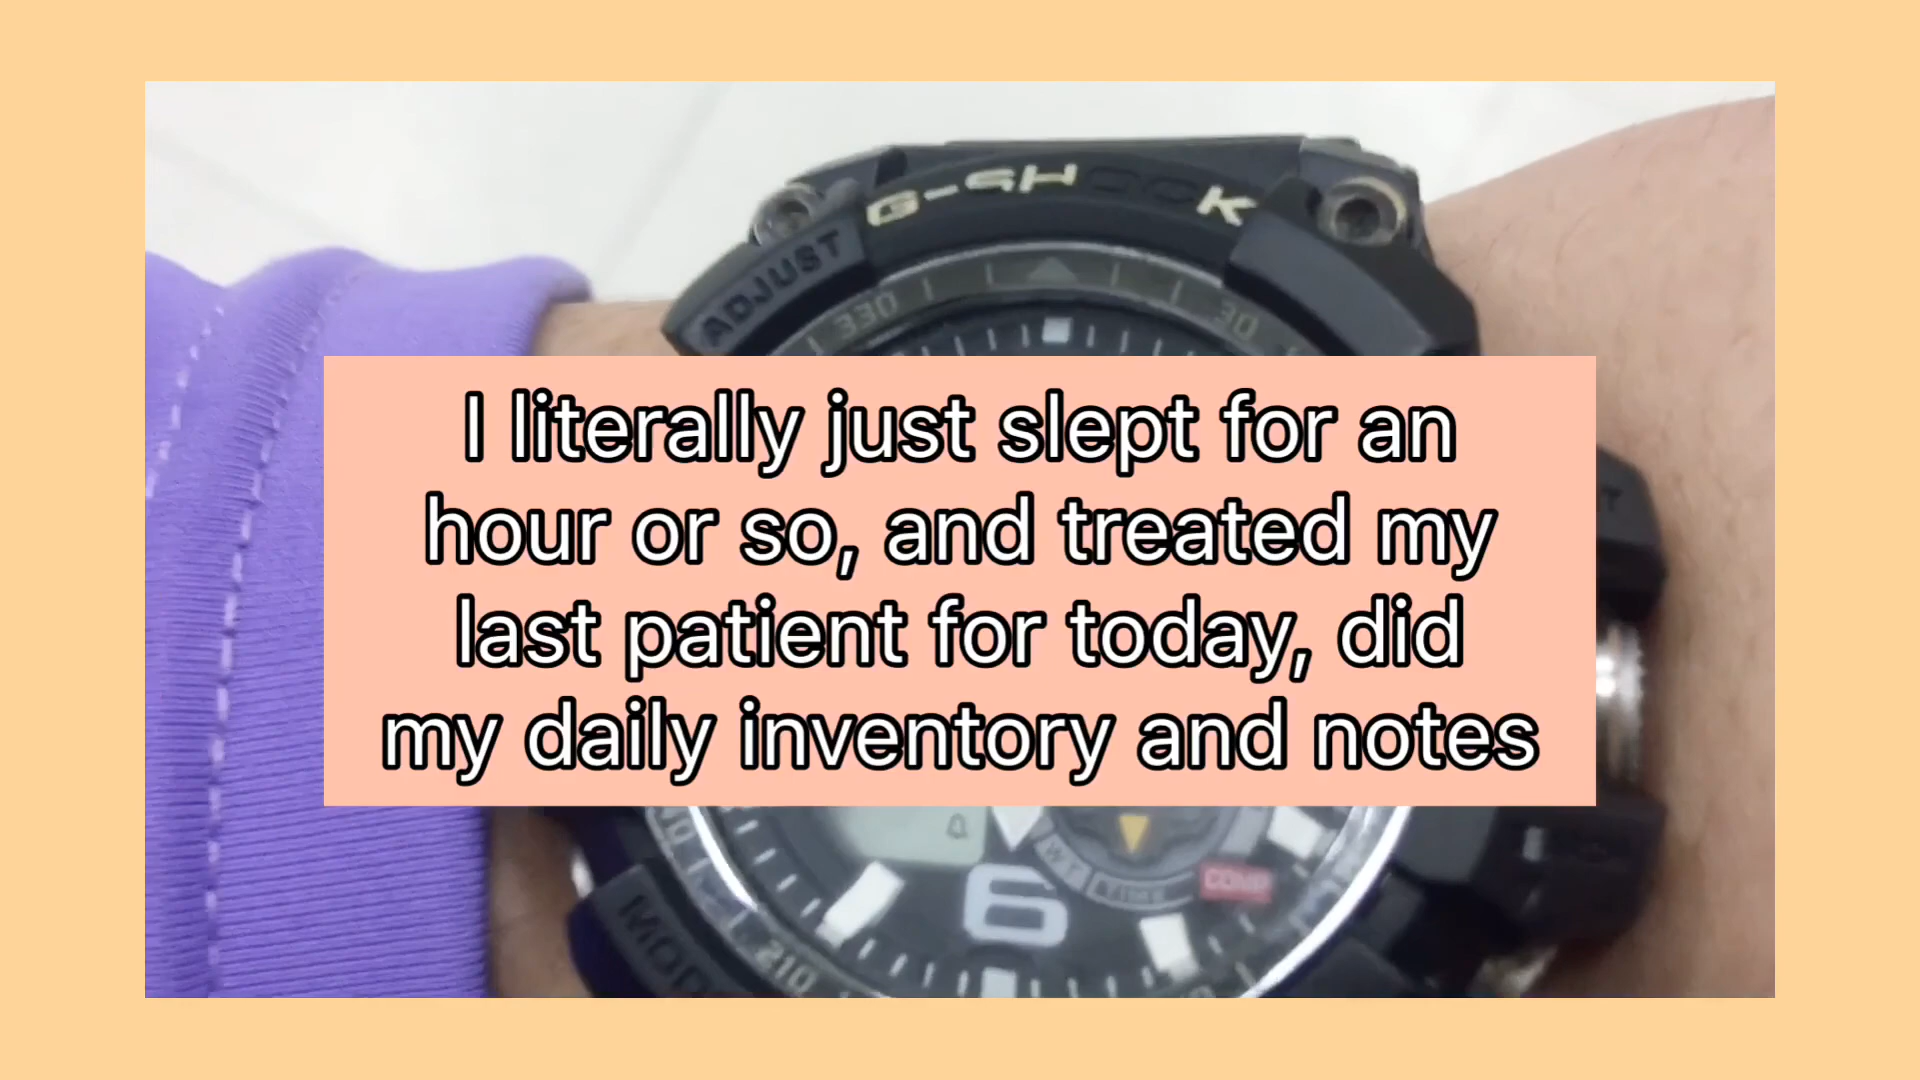 G-SHOCK
ADJUST
330
30
I literally just slept for an
hour or so, and treated my
last patient for today, did
my daily inventory and notes
6
COMP
210